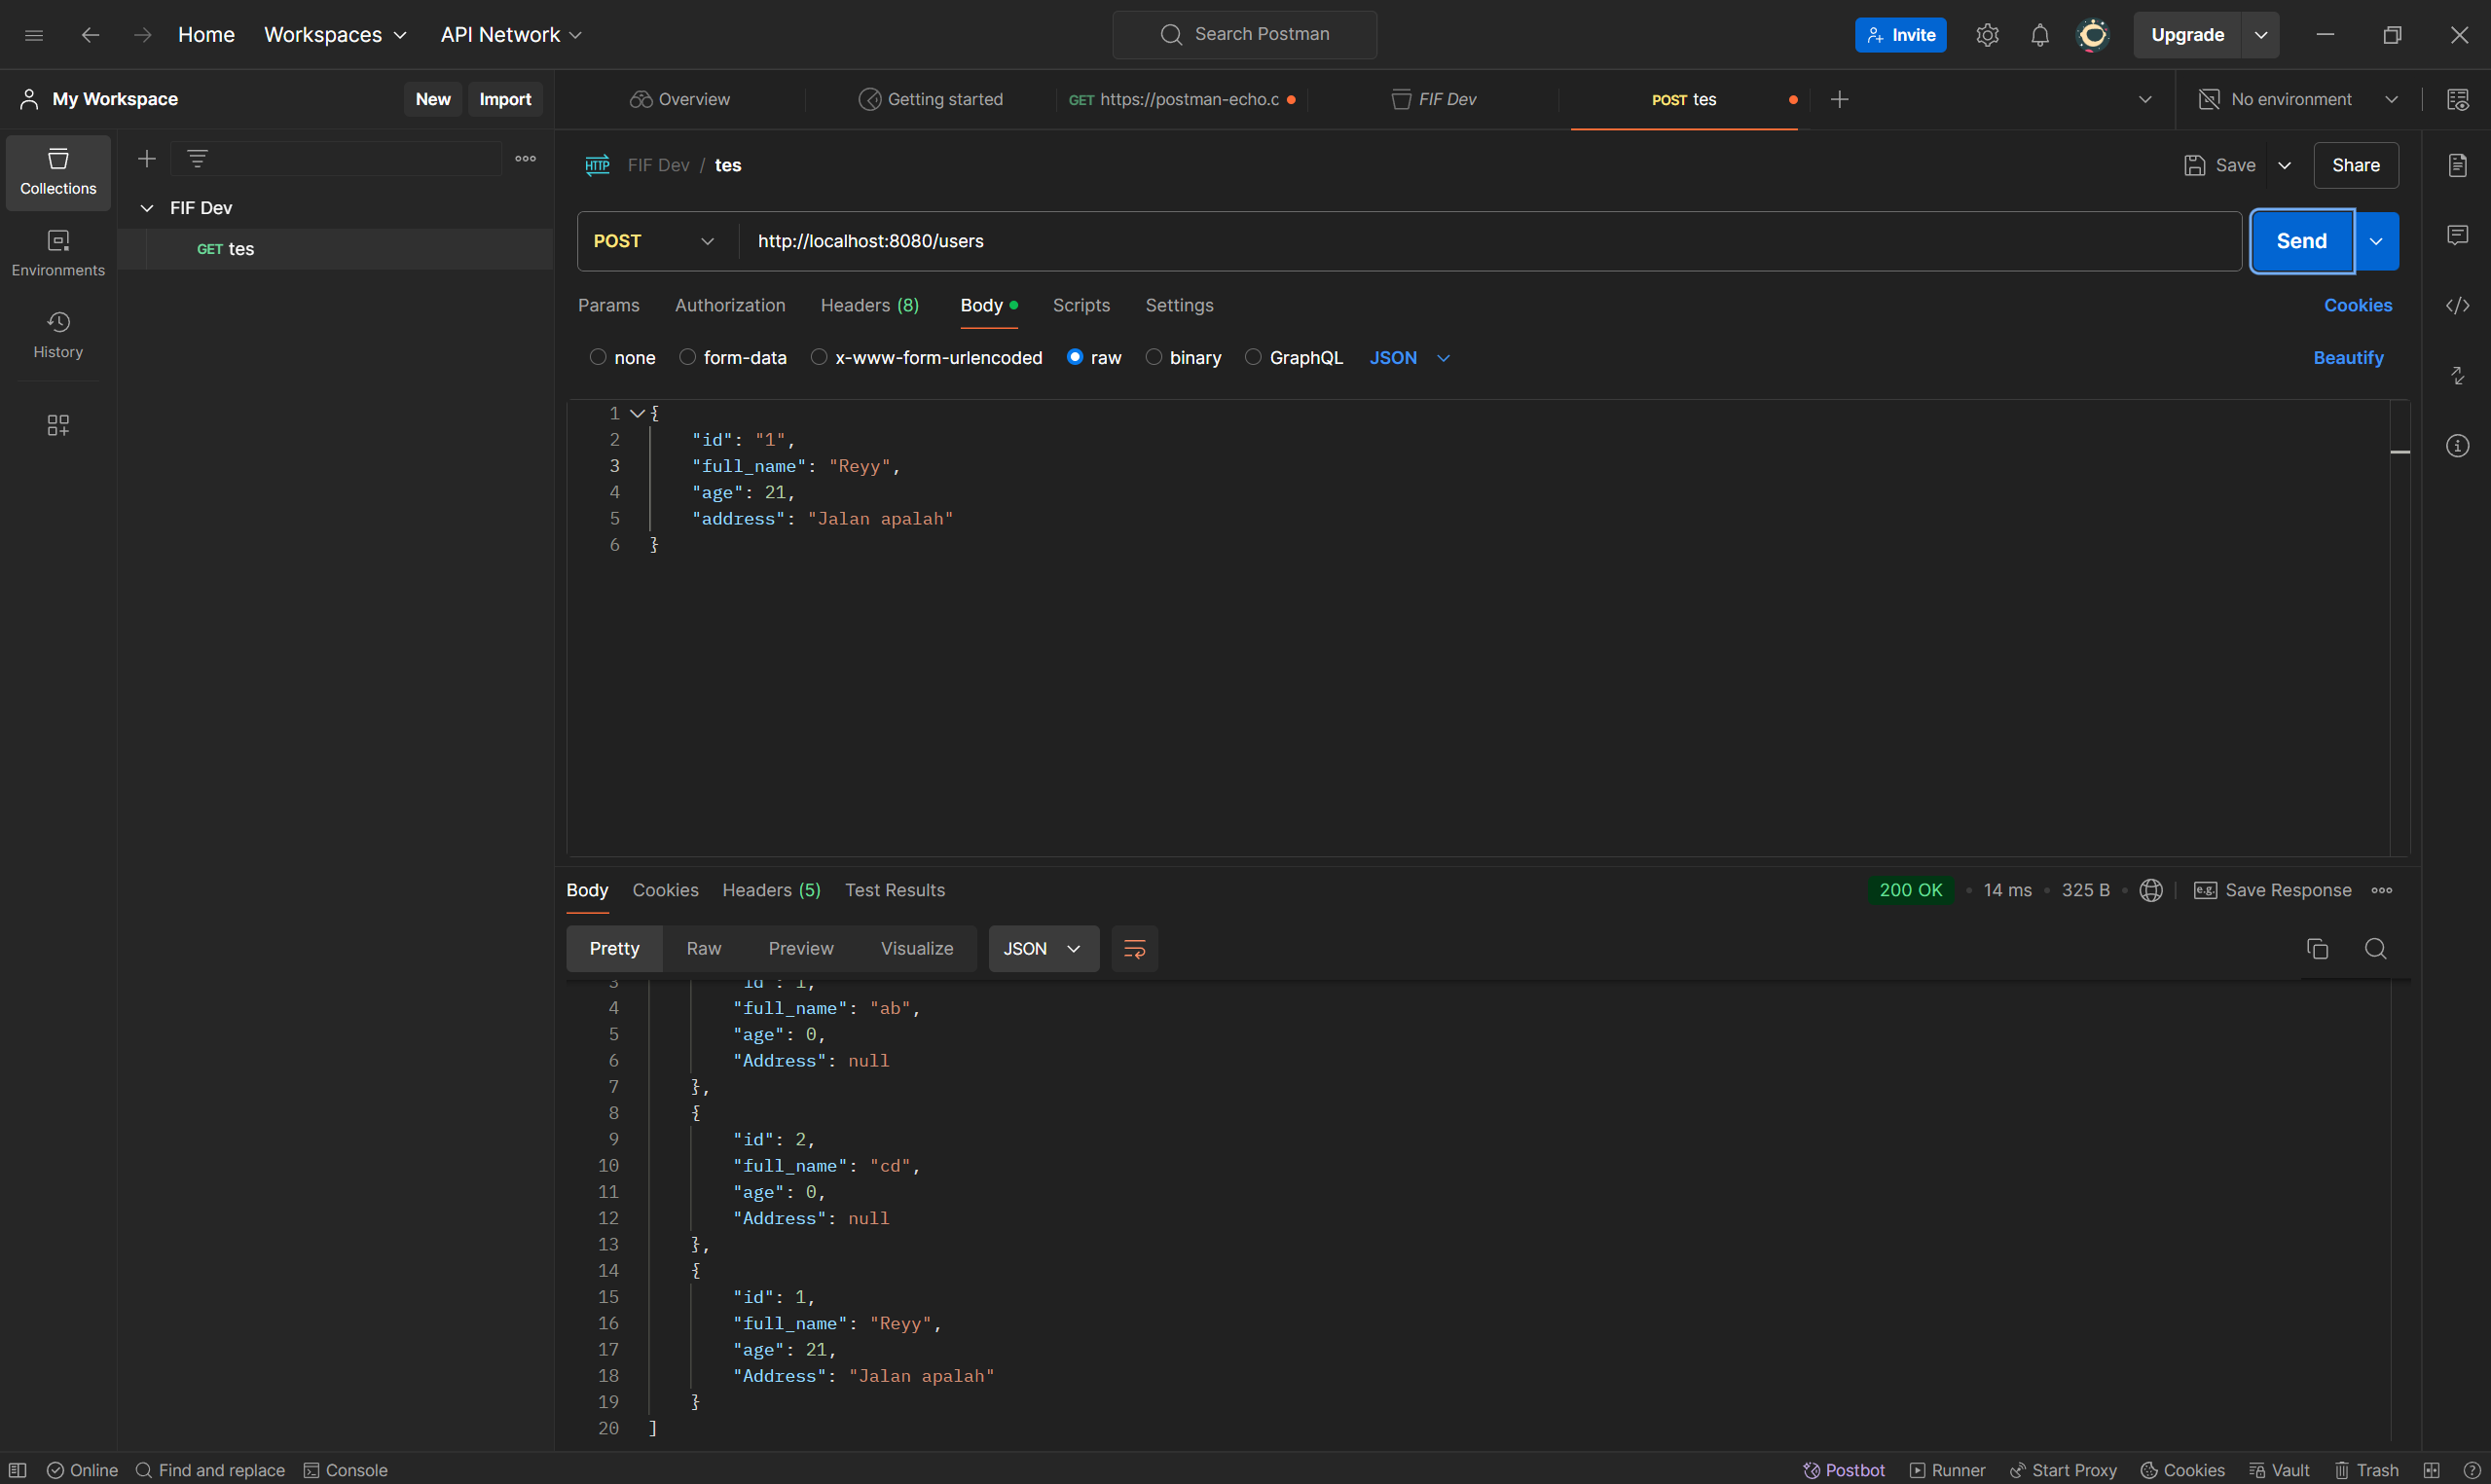 Home Workspaces API Network Search Postman Invite Upgrade
My Workspace New Import Overview Getting started GET https://postman-echo.c FIF Dev POST tes No environment
Collections
Environments
History
FIF Dev
GET tes
HTTP FIF Dev / tes Save Share
POST http://localhost:8080/users Send
Params Authorization Headers (8) Body Scripts Settings Cookies
none form-data x-www-form-urlencoded raw binary GraphQL JSON Beautify
1 {
2 "id": "1",
3 "full_name": "Reyy",
4 "age": 21,
5 "address": "Jalan apalah"
6 }
Body Cookies Headers (5) Test Results 200 OK • 14 ms • 325 B • e.g. Save Response
Pretty Raw Preview Visualize JSON
3 "id": 1,
4 "full_name": "ab",
5 "age": 0,
6 "Address": null
7 },
8 {
9 "id": 2,
10 "full_name": "cd",
11 "age": 0,
12 "Address": null
13 },
14 {
15 "id": 1,
16 "full_name": "Reyy",
17 "age": 21,
18 "Address": "Jalan apalah"
19 }
20 ]
Online Find and replace Console Postbot Runner Start Proxy Cookies Vault Trash